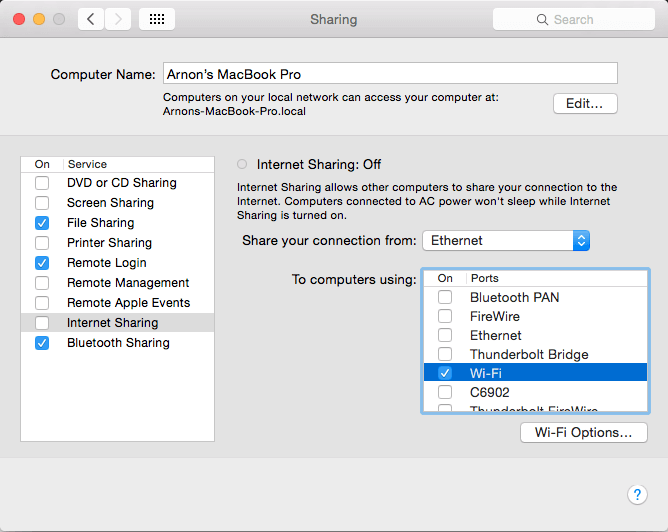 Sharing
Search
Computer Name: Arnon's MacBook Pro
Computers on your local network can access your computer at:
Arnons-MacBook-Pro.local
Edit...
On Service
DVD or CD Sharing
Screen Sharing
File Sharing
Printer Sharing
Remote Login
Remote Management
Remote Apple Events
Internet Sharing
Bluetooth Sharing
Internet Sharing: Off
Internet Sharing allows other computers to share your connection to the
Internet. Computers connected to AC power won't sleep while Internet
Sharing is turned on.
Share your connection from: Ethernet
To computers using:
On Ports
Bluetooth PAN
FireWire
Ethernet
Thunderbolt Bridge
Wi-Fi
C6902
Thunderbolt FireWire
Wi-Fi Options...
?